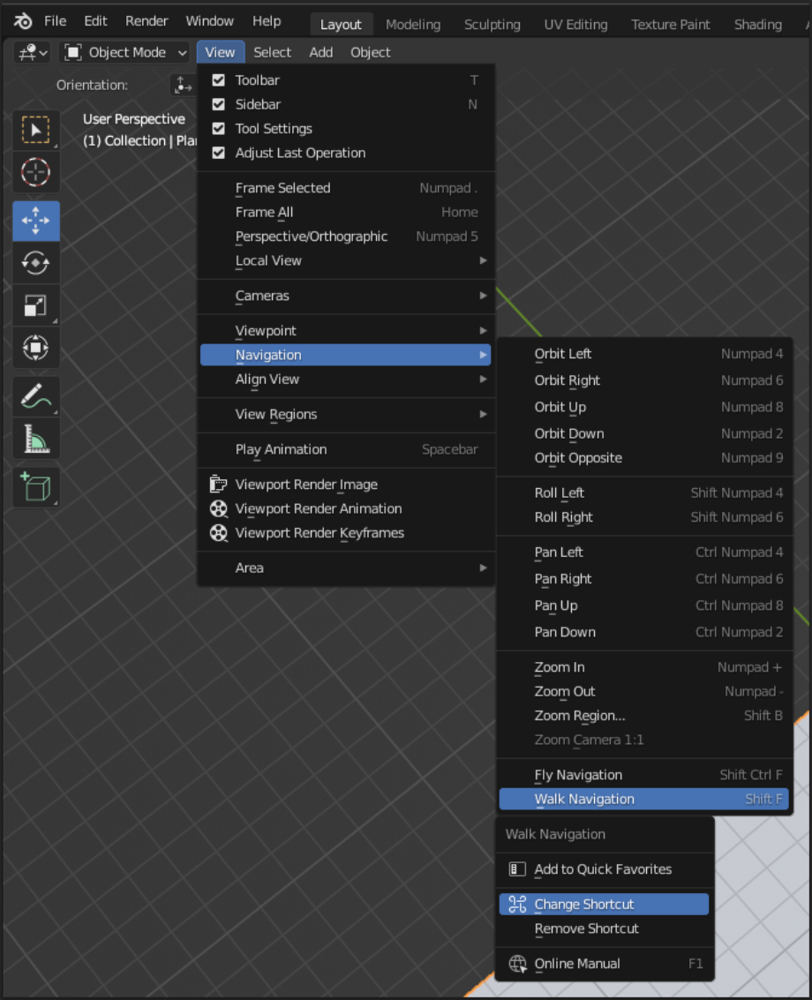 File Edit Render Window Help Layout Modeling Sculpting UV Editing Texture Paint Shading
Object Mode View Select Add Object
Orientation:
User Perspective
(1) Collection | Pla
Toolbar T
Sidebar N
Tool Settings
Adjust Last Operation
Frame Selected Numpad .
Frame All Home
Perspective/Orthographic Numpad 5
Local View
Cameras
Viewpoint
Navigation
Align View
View Regions
Play Animation Spacebar
Viewport Render Image
Viewport Render Animation
Viewport Render Keyframes
Area
Orbit Left Numpad 4
Orbit Right Numpad 6
Orbit Up Numpad 8
Orbit Down Numpad 2
Orbit Opposite Numpad 9
Roll Left Shift Numpad 4
Roll Right Shift Numpad 6
Pan Left Ctrl Numpad 4
Pan Right Ctrl Numpad 6
Pan Up Ctrl Numpad 8
Pan Down Ctrl Numpad 2
Zoom In Numpad +
Zoom Out Numpad -
Zoom Region... Shift B
Zoom Camera 1:1
Fly Navigation Shift Ctrl F
Walk Navigation Shift F
Walk Navigation
Add to Quick Favorites
Change Shortcut
Remove Shortcut
Online Manual F1